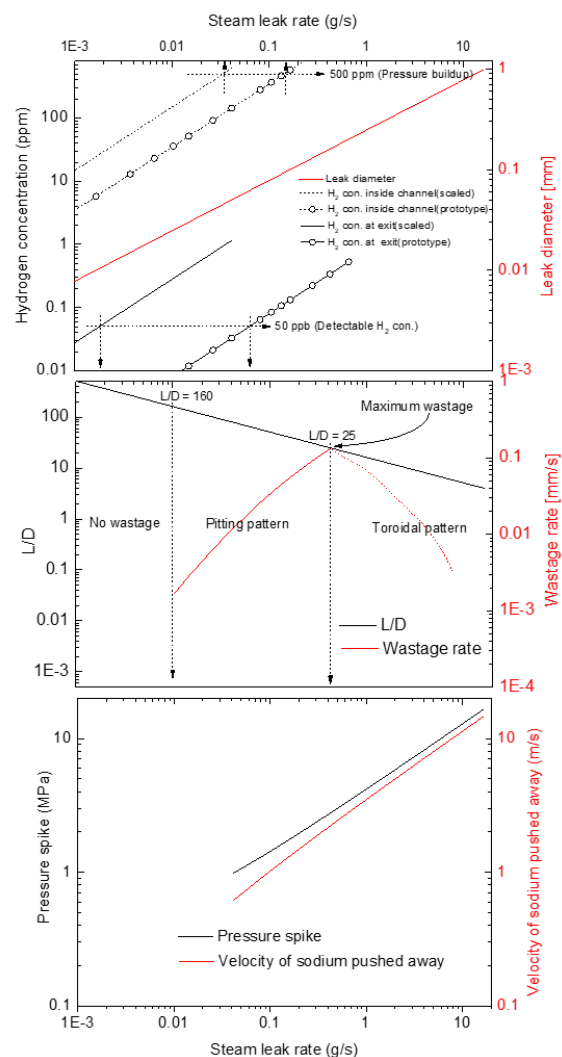 Steam leak rate (g/s)
1E-3 0.01 0.1 1 10
100
10
1
0.1
0.01
Hydrogen concentration (ppm)
500 ppm (Pressure buildup)
Leak diameter
H2 con. inside channel(scaled)
H2 con. inside channel(prototype)
H2 con. at exit(scaled)
H2 con. at exit(prototype)
50 ppb (Detectable H2 con.)
1
0.1
0.01
1E-3
Leak diameter [mm]
100
10
1
0.1
0.01
1E-3
L/D
L/D = 160
L/D = 25
Maximum wastage
No wastage
Pitting pattern
Toroidal pattern
L/D
Wastage rate
1
0.1
0.01
1E-3
1E-4
Wastage rate [mm/s]
10
1
0.1
Pressure spike (MPa)
Pressure spike
Velocity of sodium pushed away
10
1
0.1
Velocity of sodium pushed away (m/s)
1E-3 0.01 0.1 1 10
Steam leak rate (g/s)